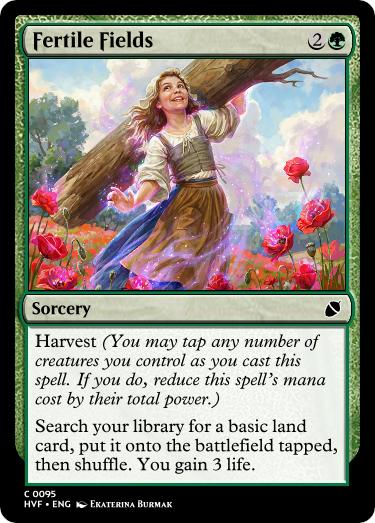 Fertile Fields 2
Sorcery
Harvest (You may tap any number of
creatures you control as you cast this
spell. If you do, reduce this spell's mana
cost by their total power.)
Search your library for a basic land
card, put it onto the battlefield tapped,
then shuffle. You gain 3 life.
C 0095
HVF • ENG Ekaterina Burmak